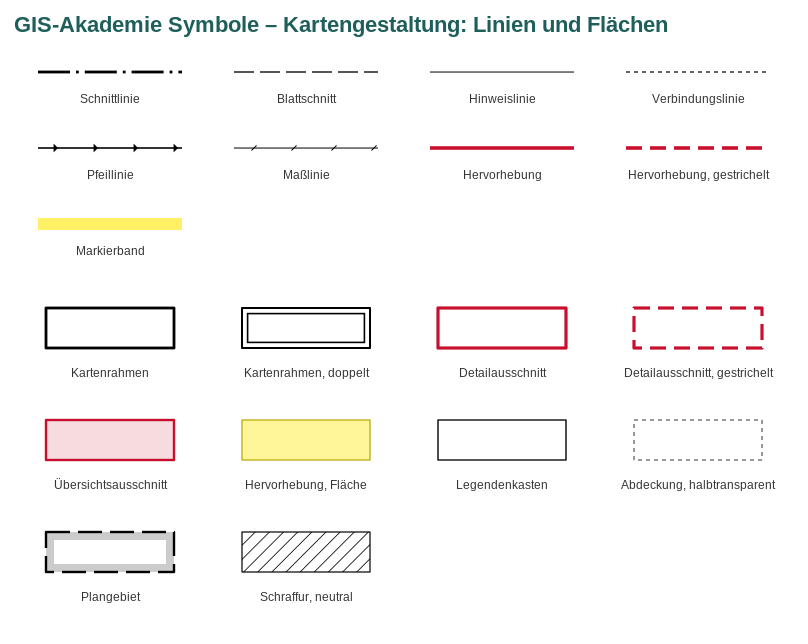 GIS-Akademie Symbole – Kartengestaltung: Linien und Flächen
Schnittlinie
Blattschnitt
Hinweislinie
Verbindungslinie
Pfeillinie
Maßlinie
Hervorhebung
Hervorhebung, gestrichelt
Markierband
Kartenrahmen
Kartenrahmen, doppelt
Detailausschnitt
Detailausschnitt, gestrichelt
Übersichtsausschnitt
Hervorhebung, Fläche
Legendenkasten
Abdeckung, halbtransparent
Plangebiet
Schraffur, neutral